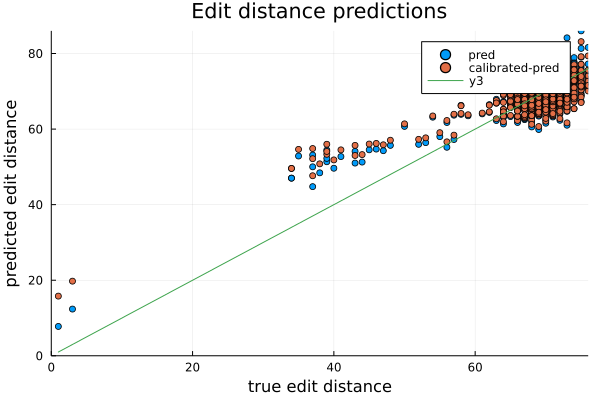 Edit distance predictions
pred
calibrated-pred
y3
predicted edit distance
80
60
40
20
0
0 20 40 60
true edit distance